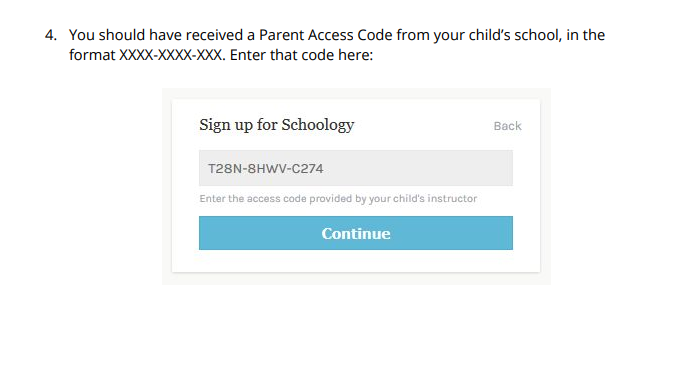 4. You should have received a Parent Access Code from your child's school, in the
format XXXX-XXXX-XXX. Enter that code here:
Sign up for Schoology
Back
T28N-8HWV-C274
Enter the access code provided by your child's instructor
Continue